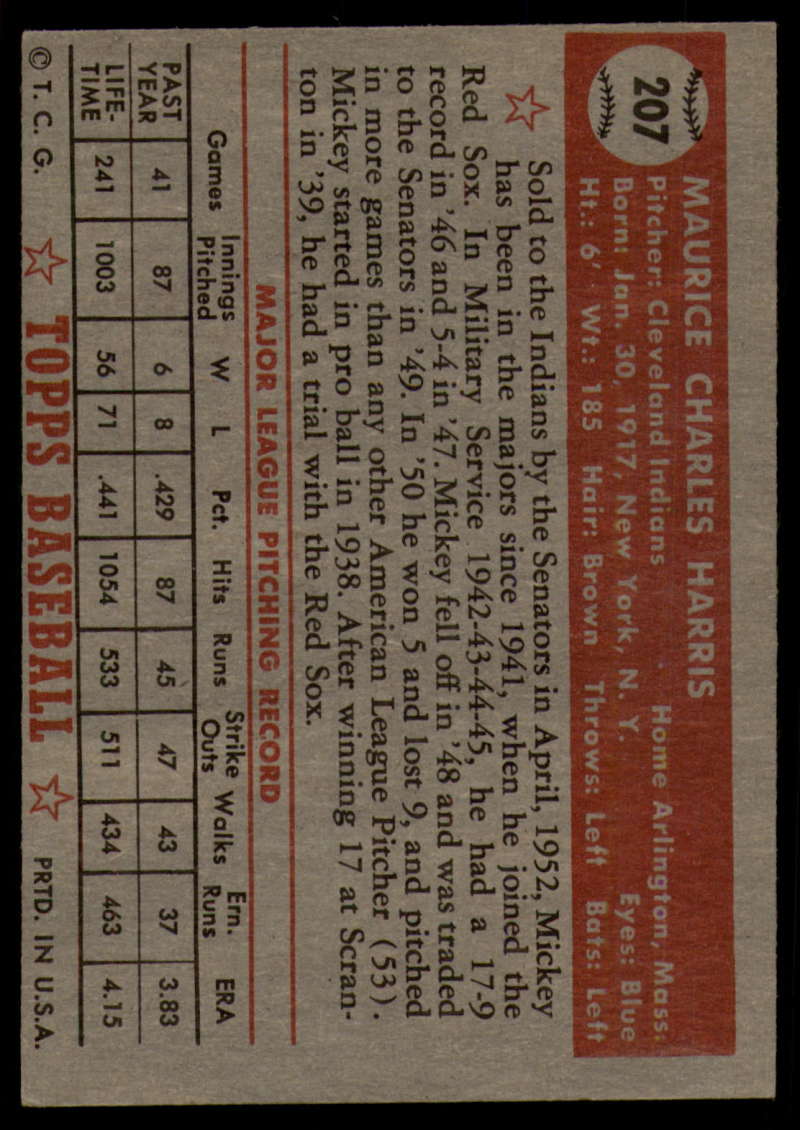 207
MAURICE CHARLES HARRIS
Pitcher: Cleveland Indians Home Arlington, Mass.
Born: Jan. 30, 1917, New York, N. Y. Eyes: Blue
Ht.: 6' Wt.: 185 Hair: Brown Throws: Left Bats: Left
Sold to the Indians by the Senators in April, 1952, Mickey
has been in the majors since 1941, when he joined the
Red Sox. In Military Service 1942-43-44-45, he had a 17-9
record in '46 and 5-4 in '47. Mickey fell off in '48 and was traded
to the Senators in '49. In '50 he won 5 and lost 9, and pitched
in more games than any other American League Pitcher (53).
Mickey started in pro ball in 1938. After winning 17 at Scran-
ton in '39, he had a trial with the Red Sox.
MAJOR LEAGUE PITCHING RECORD
Games Innings Pitched W L Pct. Hits Runs Strike Outs Walks Ern. Runs ERA
PAST YEAR 41 87 6 8 .429 87 45 47 43 37 3.83
LIFE-TIME 241 1003 56 71 .441 1054 533 511 434 463 4.15
© T. C. G. TOPPS BASEBALL PRTD. IN U.S.A.